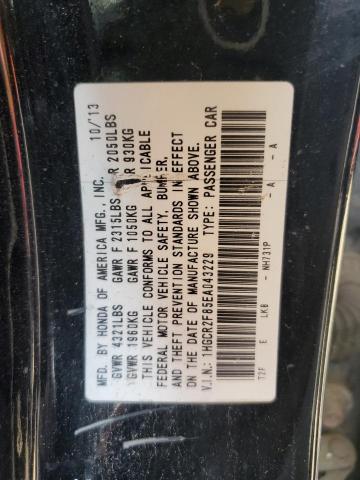 MFD. BY HONDA OF AMERICA MFG., INC. 10/13
GVWR 4321LBS GAWR F 2315LBS R 2050LBS
GVWR 1960KG GAWR F 1050KG R 930KG
THIS VEHICLE CONFORMS TO ALL APPLICABLE
FEDERAL MOTOR VEHICLE SAFETY, BUMPER,
AND THEFT PREVENTION STANDARDS IN EFFECT
ON THE DATE OF MANUFACTURE SHOWN ABOVE.
V.I.N.: 1HGCR2F85EA043229 TYPE: PASSENGER CAR
T2F E LKB - NH731P - A - A